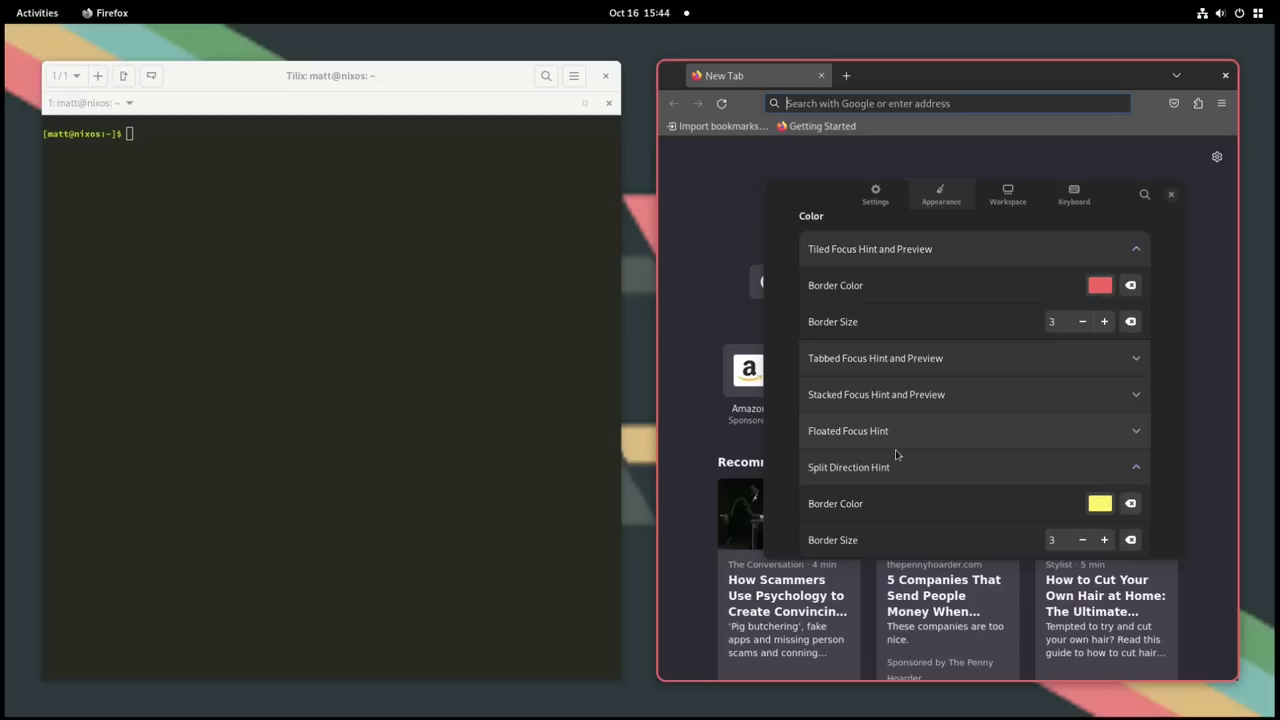 Activities
Firefox
Oct 16 15:44
1/1
Tilix: matt@nixos: ~
1: matt@nixos: ~
[matt@nixos:~]$
New Tab
Search with Google or enter address
Import bookmarks...
Getting Started
Settings
Appearance
Workspace
Keyboard
Color
Tiled Focus Hint and Preview
Border Color
Border Size
3
Tabbed Focus Hint and Preview
Stacked Focus Hint and Preview
Floated Focus Hint
Split Direction Hint
Border Color
Border Size
3
a
Sponsore
Recomm
The Conversation · 4 min
How Scammers
Use Psychology to
Create Convincin...
'Pig butchering', fake
apps and missing person
scams and conning...
thepennyhoarder.com
5 Companies That
Send People
Money When...
These companies are too
nice.
Sponsored by The Penny
Hoarder
Stylist · 5 min
How to Cut Your
Own Hair at Home:
The Ultimate...
Tempted to try and cut
your own hair? Read this
guide to how to cut hair...